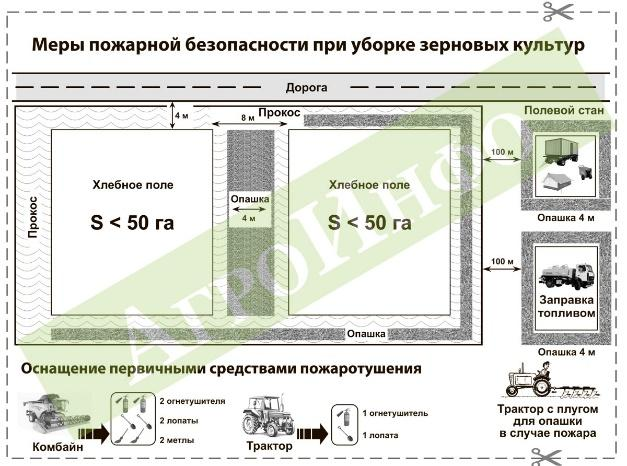 Меры пожарной безопасности при уборке зерновых культур
Дорога
4 м
8 м
Прокос
Полевой стан
100 м
Прокос
Хлебное поле
S < 50 га
Опашка
4 м
Хлебное поле
S < 50 га
Опашка 4 м
100 м
Заправка
топливом
Опашка
Опашка 4 м
Оснащение первичными средствами пожаротушения
Комбайн
2 огнетушителя
2 лопаты
2 метлы
Трактор
1 огнетушитель
1 лопата
Трактор с плугом
для опашки
в случае пожара
АгроИнфо